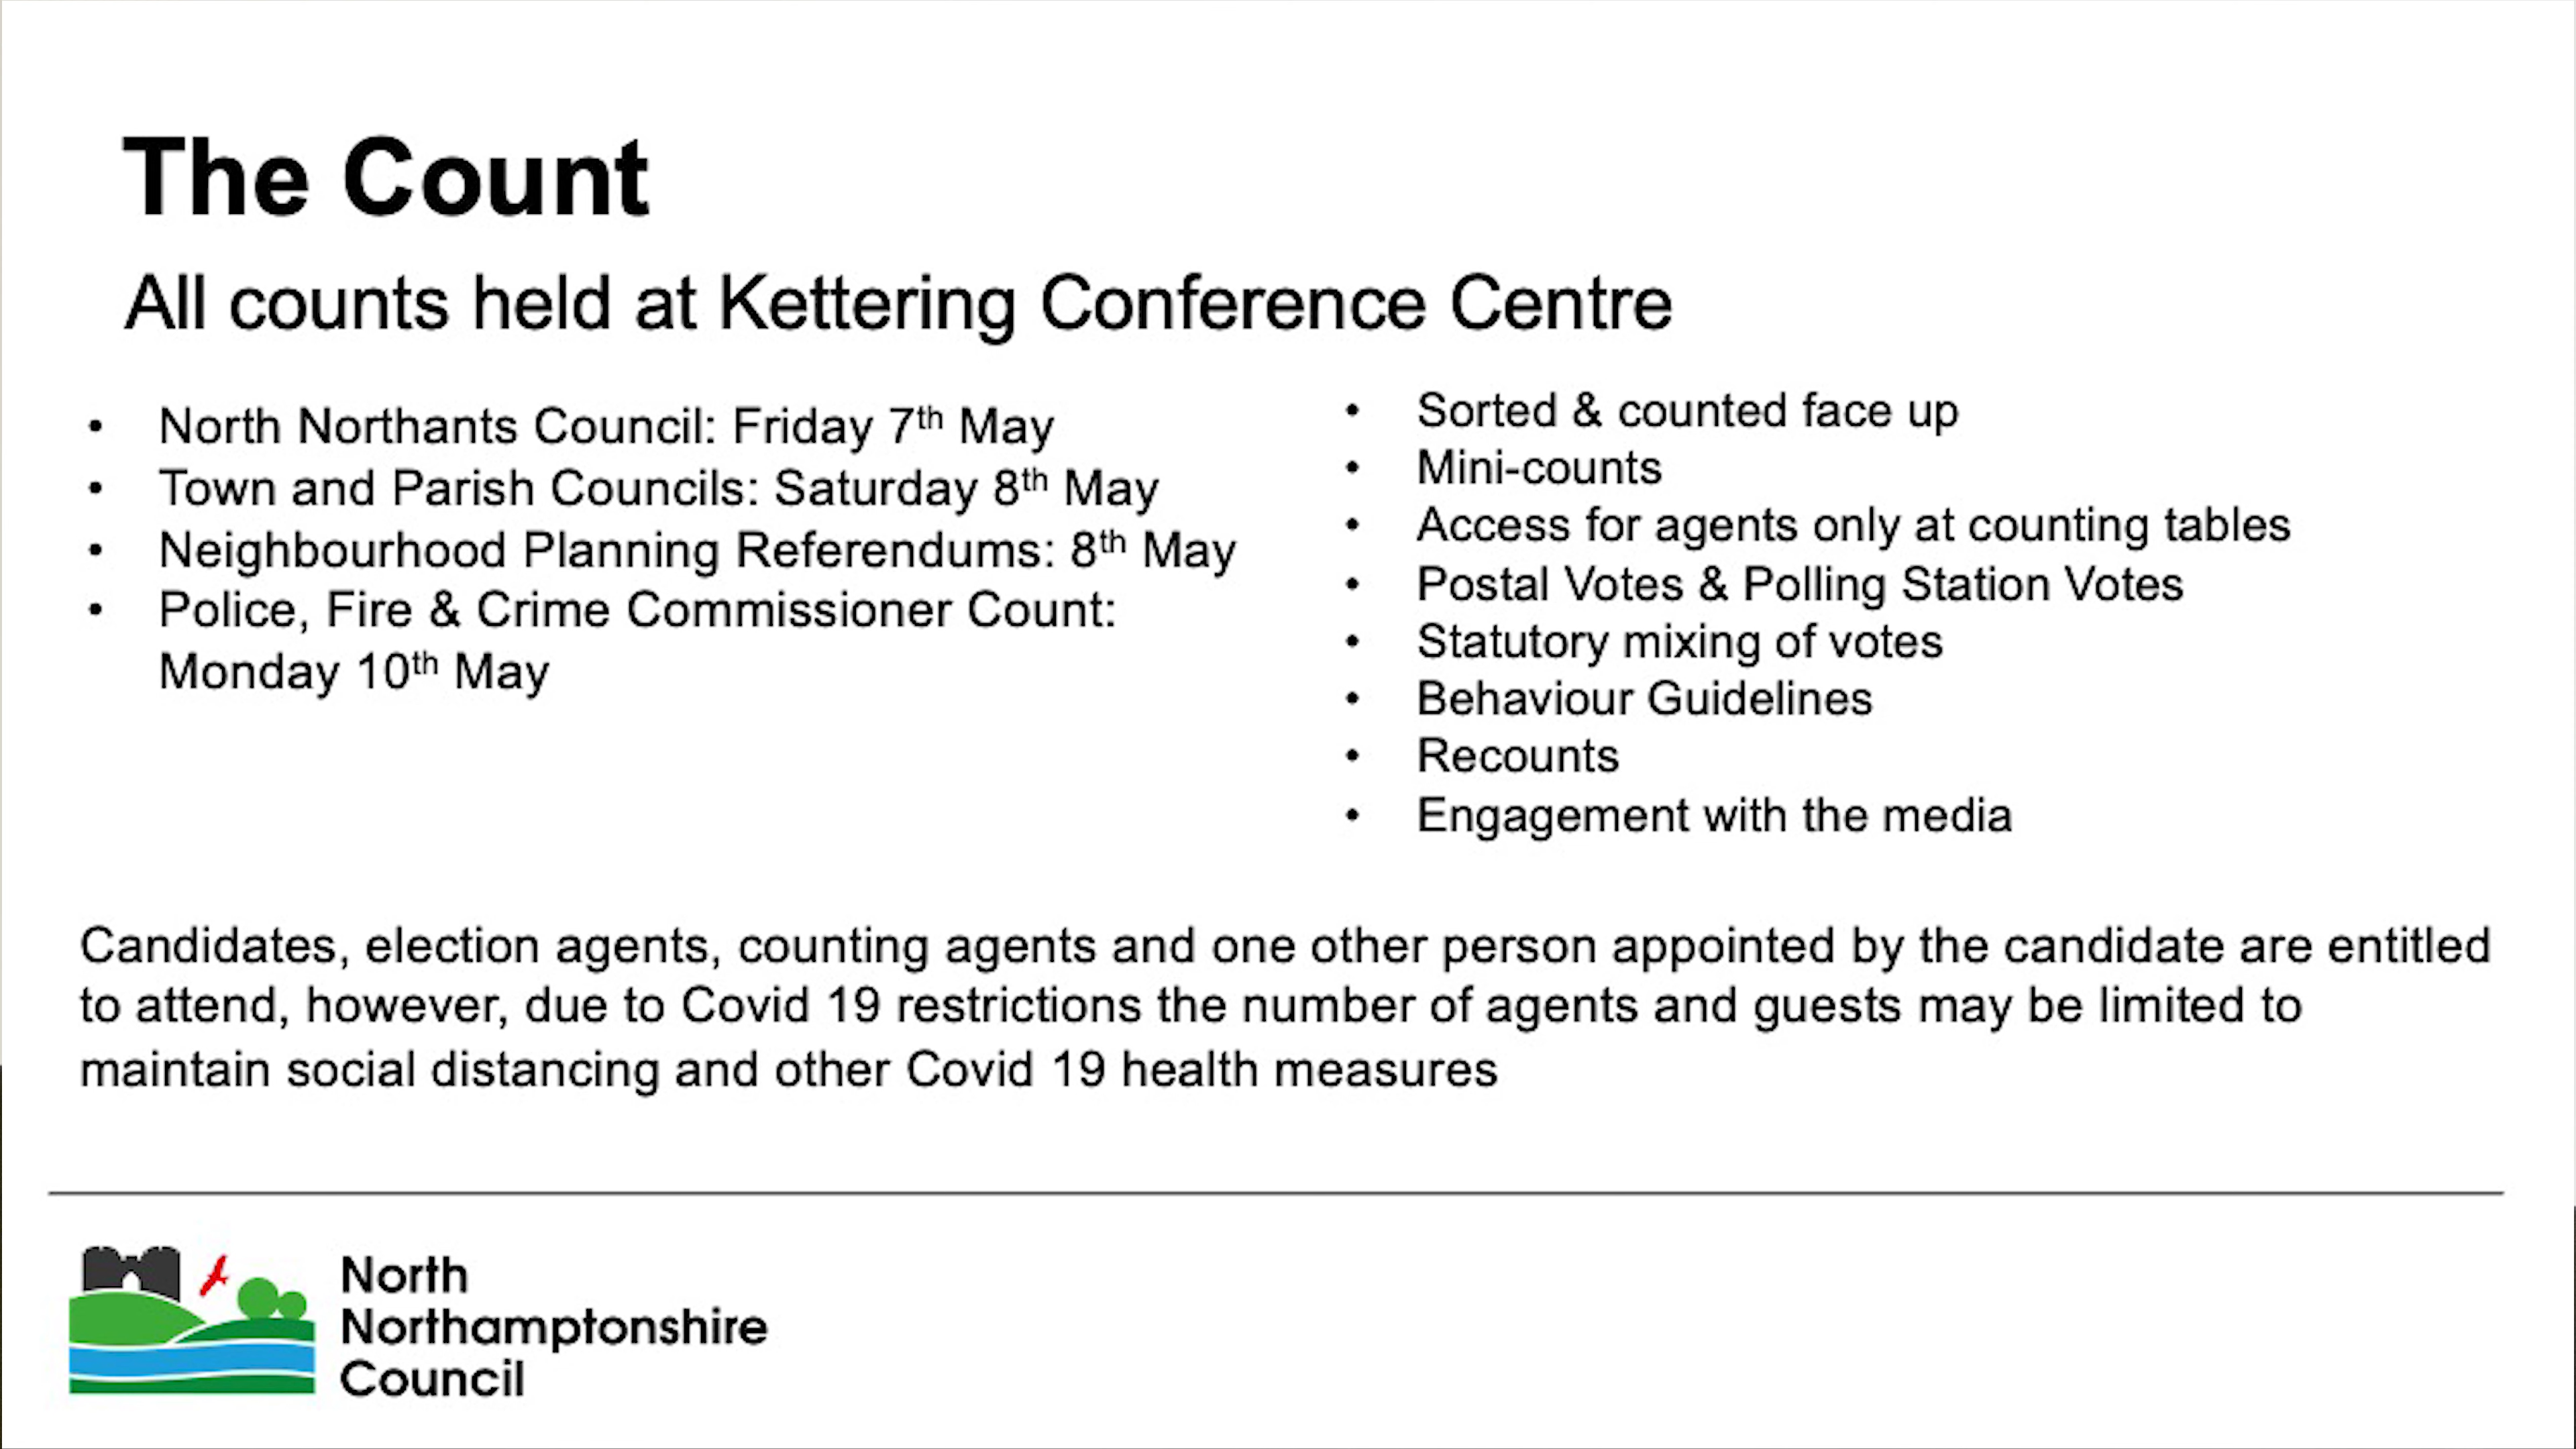 The Count
All counts held at Kettering Conference Centre
• North Northants Council: Friday 7th May
• Town and Parish Councils: Saturday 8th May
• Neighbourhood Planning Referendums: 8th May
• Police, Fire & Crime Commissioner Count:
Monday 10th May
• Sorted & counted face up
• Mini-counts
• Access for agents only at counting tables
• Postal Votes & Polling Station Votes
• Statutory mixing of votes
• Behaviour Guidelines
• Recounts
• Engagement with the media
Candidates, election agents, counting agents and one other person appointed by the candidate are entitled
to attend, however, due to Covid 19 restrictions the number of agents and guests may be limited to
maintain social distancing and other Covid 19 health measures
North
Northamptonshire
Council